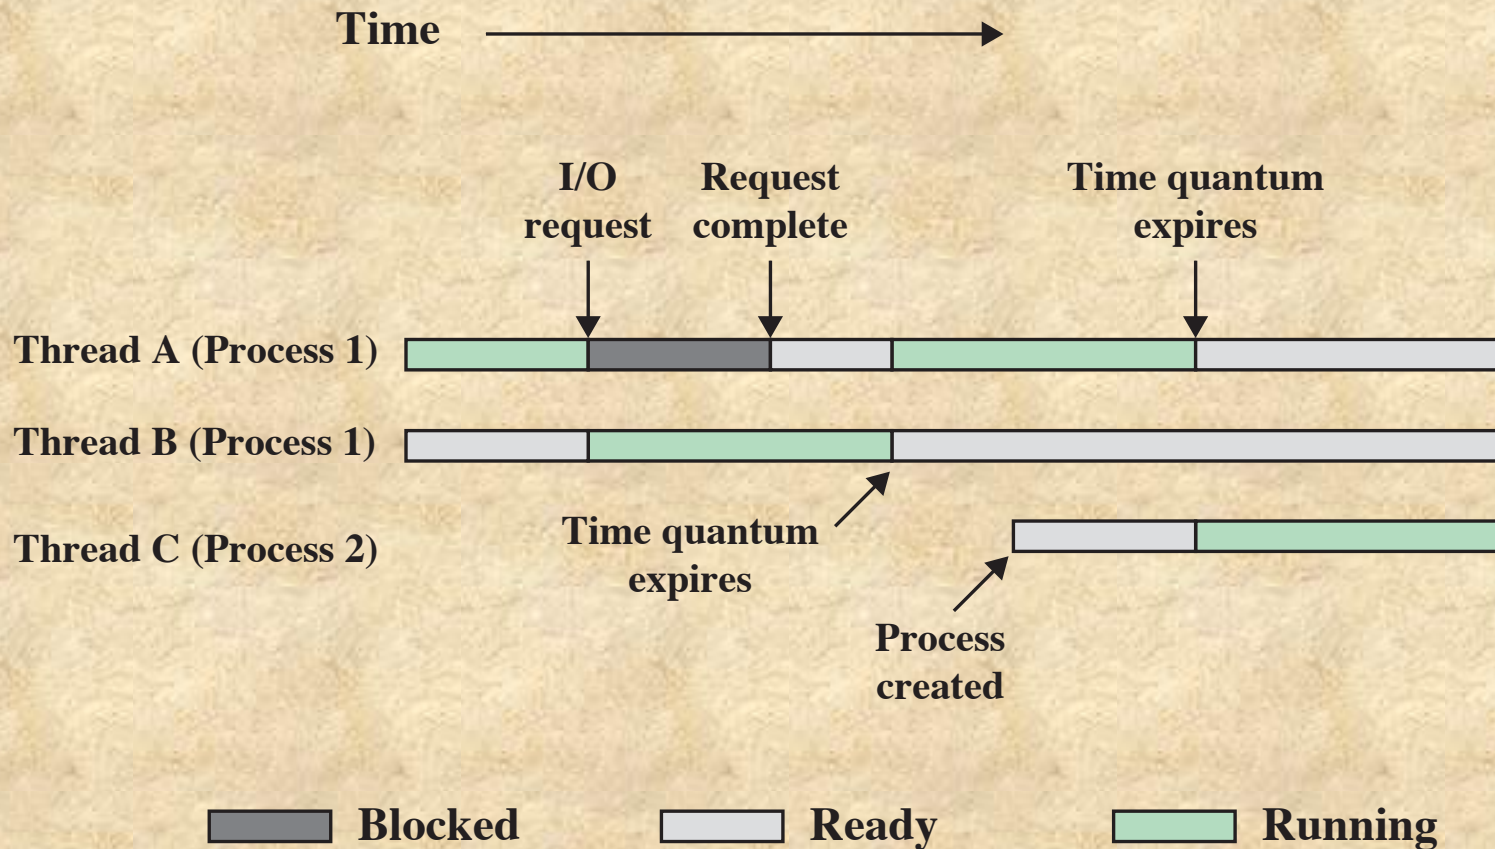 Time
I/O
request
Request
complete
Time quantum
expires
Thread A (Process 1)
Thread B (Process 1)
Time quantum
expires
Thread C (Process 2)
Process
created
Blocked
Ready
Running